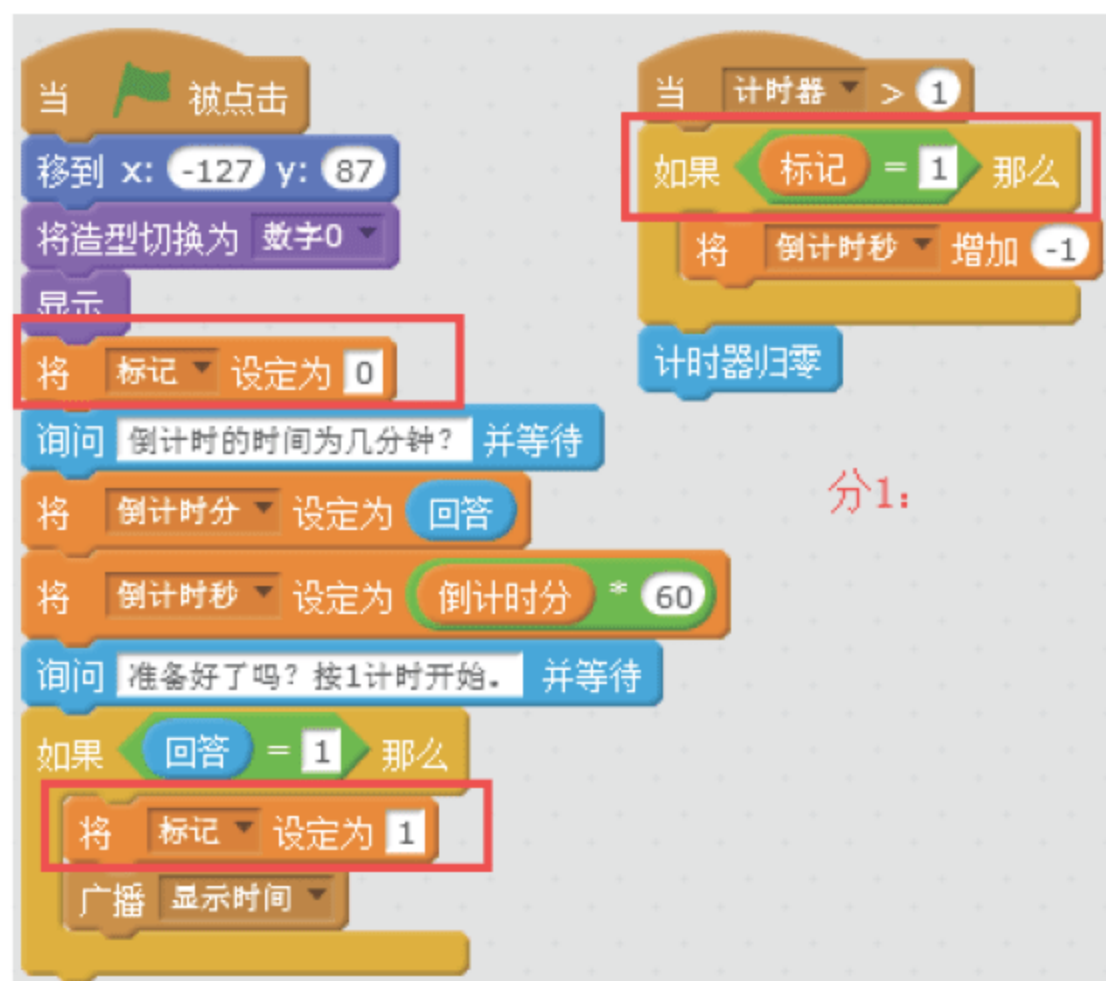 当 被点击
移到 x: -127 y: 87
将造型切换为 数字0
显示
将 标记 设定为 0
询问 倒计时的时间为几分钟? 并等待
将 倒计时分 设定为 回答
将 倒计时秒 设定为 倒计时分 * 60
询问 准备好了吗? 按1计时开始. 并等待
如果 回答 = 1 那么
将 标记 设定为 1
广播 显示时间
当 计时器 > 1
如果 标记 = 1 那么
将 倒计时秒 增加 -1
计时器归零
分1: